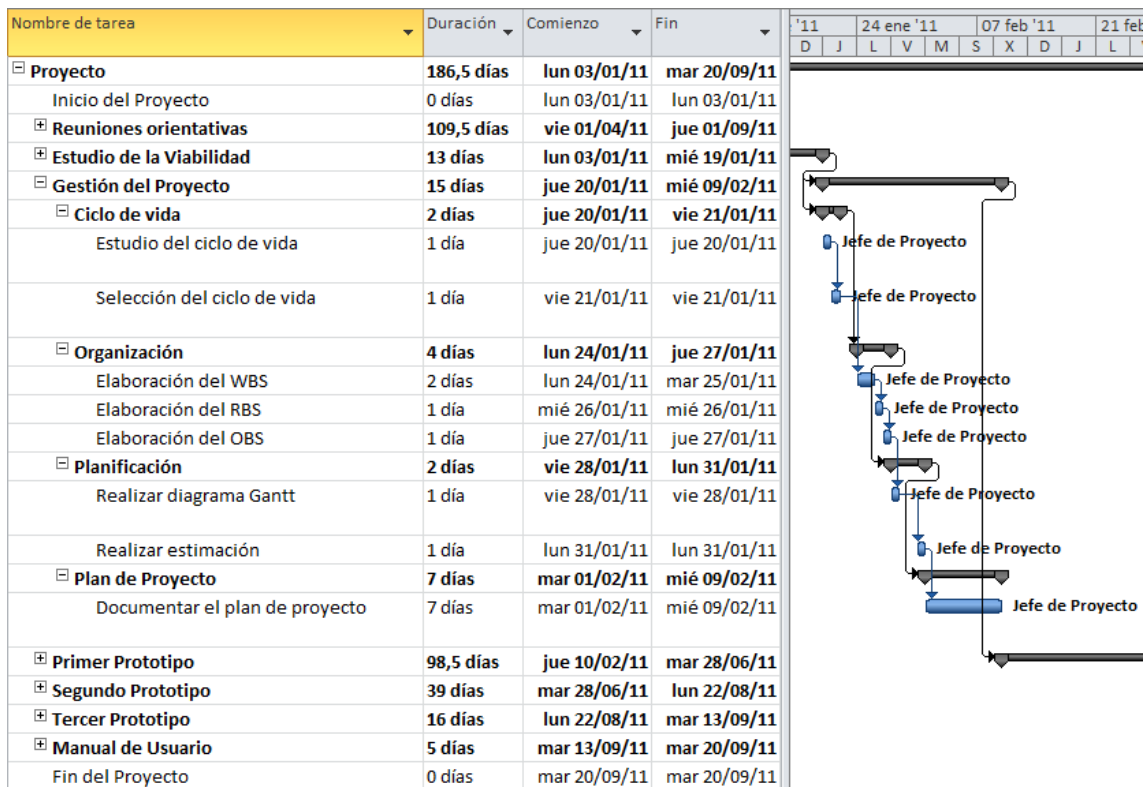 Nombre de tarea Duración Comienzo Fin '11 24 ene '11 07 feb '11 21 feb
D J L V M S X D J L
Proyecto 186,5 días lun 03/01/11 mar 20/09/11
Inicio del Proyecto 0 días lun 03/01/11 lun 03/01/11
Reuniones orientativas 109,5 días vie 01/04/11 jue 01/09/11
Estudio de la Viabilidad 13 días lun 03/01/11 mié 19/01/11
Gestión del Proyecto 15 días jue 20/01/11 mié 09/02/11
Ciclo de vida 2 días jue 20/01/11 vie 21/01/11
Estudio del ciclo de vida 1 día jue 20/01/11 jue 20/01/11 Jefe de Proyecto
Selección del ciclo de vida 1 día vie 21/01/11 vie 21/01/11 Jefe de Proyecto
Organización 4 días lun 24/01/11 jue 27/01/11
Elaboración del WBS 2 días lun 24/01/11 mar 25/01/11 Jefe de Proyecto
Elaboración del RBS 1 día mié 26/01/11 mié 26/01/11 Jefe de Proyecto
Elaboración del OBS 1 día jue 27/01/11 jue 27/01/11 Jefe de Proyecto
Planificación 2 días vie 28/01/11 lun 31/01/11
Realizar diagrama Gantt 1 día vie 28/01/11 vie 28/01/11 Jefe de Proyecto
Realizar estimación 1 día lun 31/01/11 lun 31/01/11 Jefe de Proyecto
Plan de Proyecto 7 días mar 01/02/11 mié 09/02/11
Documentar el plan de proyecto 7 días mar 01/02/11 mié 09/02/11 Jefe de Proyecto
Primer Prototipo 98,5 días jue 10/02/11 mar 28/06/11
Segundo Prototipo 39 días mar 28/06/11 lun 22/08/11
Tercer Prototipo 16 días lun 22/08/11 mar 13/09/11
Manual de Usuario 5 días mar 13/09/11 mar 20/09/11
Fin del Proyecto 0 días mar 20/09/11 mar 20/09/11